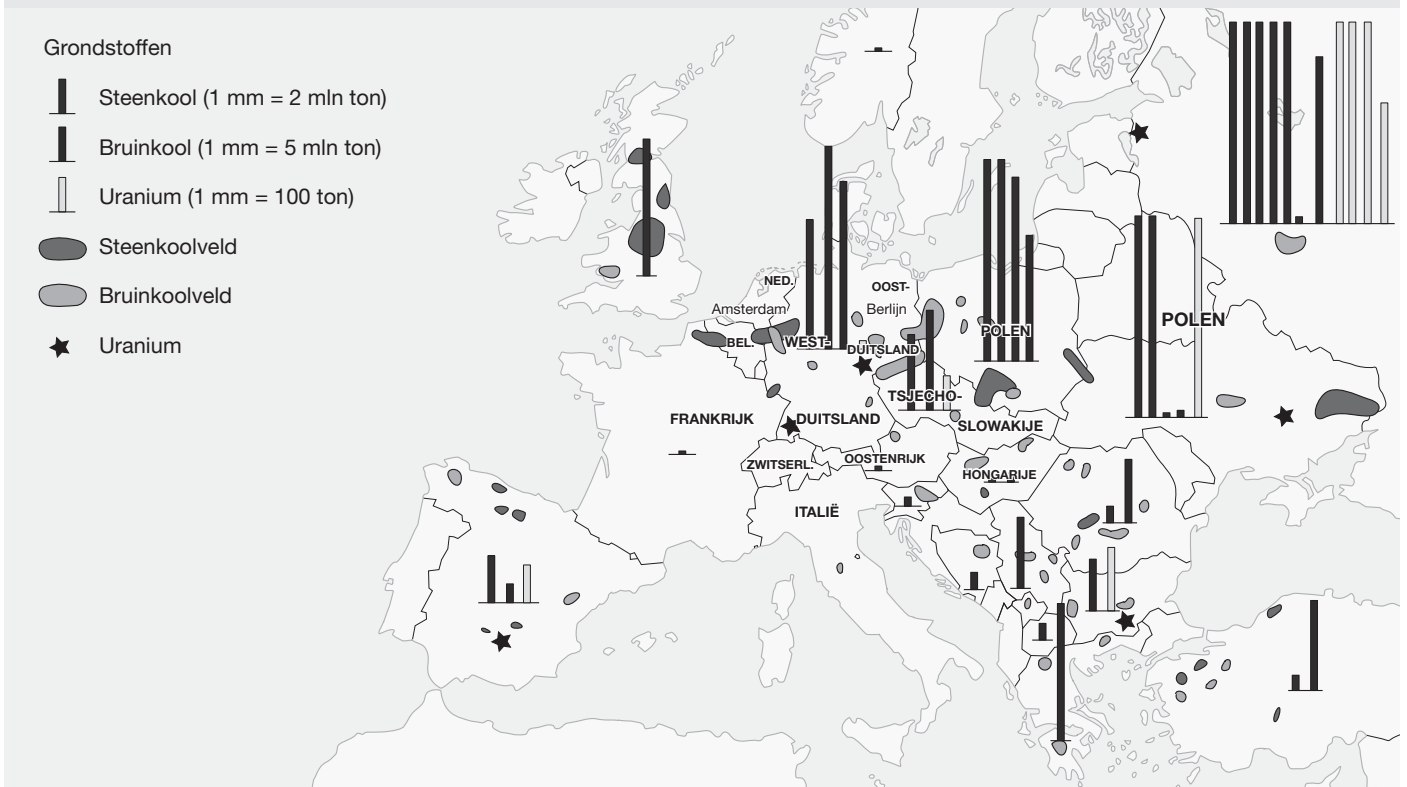 Grondstoffen
Steenkool (1 mm = 2 mln ton)
Bruinkool (1 mm = 5 mln ton)
Uranium (1 mm = 100 ton)
Steenkoolveld
Bruinkoolveld
Uranium
NED.
OOST-
Amsterdam
Berlijn
POLEN
POLEN
BEL.
WEST-
DUITSLAND
TSJECHO-
FRANKRIJK
DUITSLAND
SLOWAKIJE
ZWITSERL.
OOSTENRIJK
HONGARIJE
ITALIË